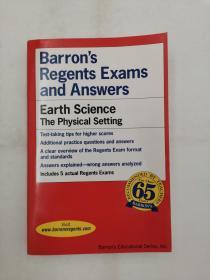 Barron's
Regents Exams
and Answers
Earth Science
The Physical Setting
Test-taking tips for higher scores
Additional practice questions and answers
A clear overview of the Regents Exam format
and standards
Answers explained—wrong answers analyzed
Includes 5 actual Regents Exams
65
Visit
www.barronsregents.com
Barron's Educational Series, Inc.